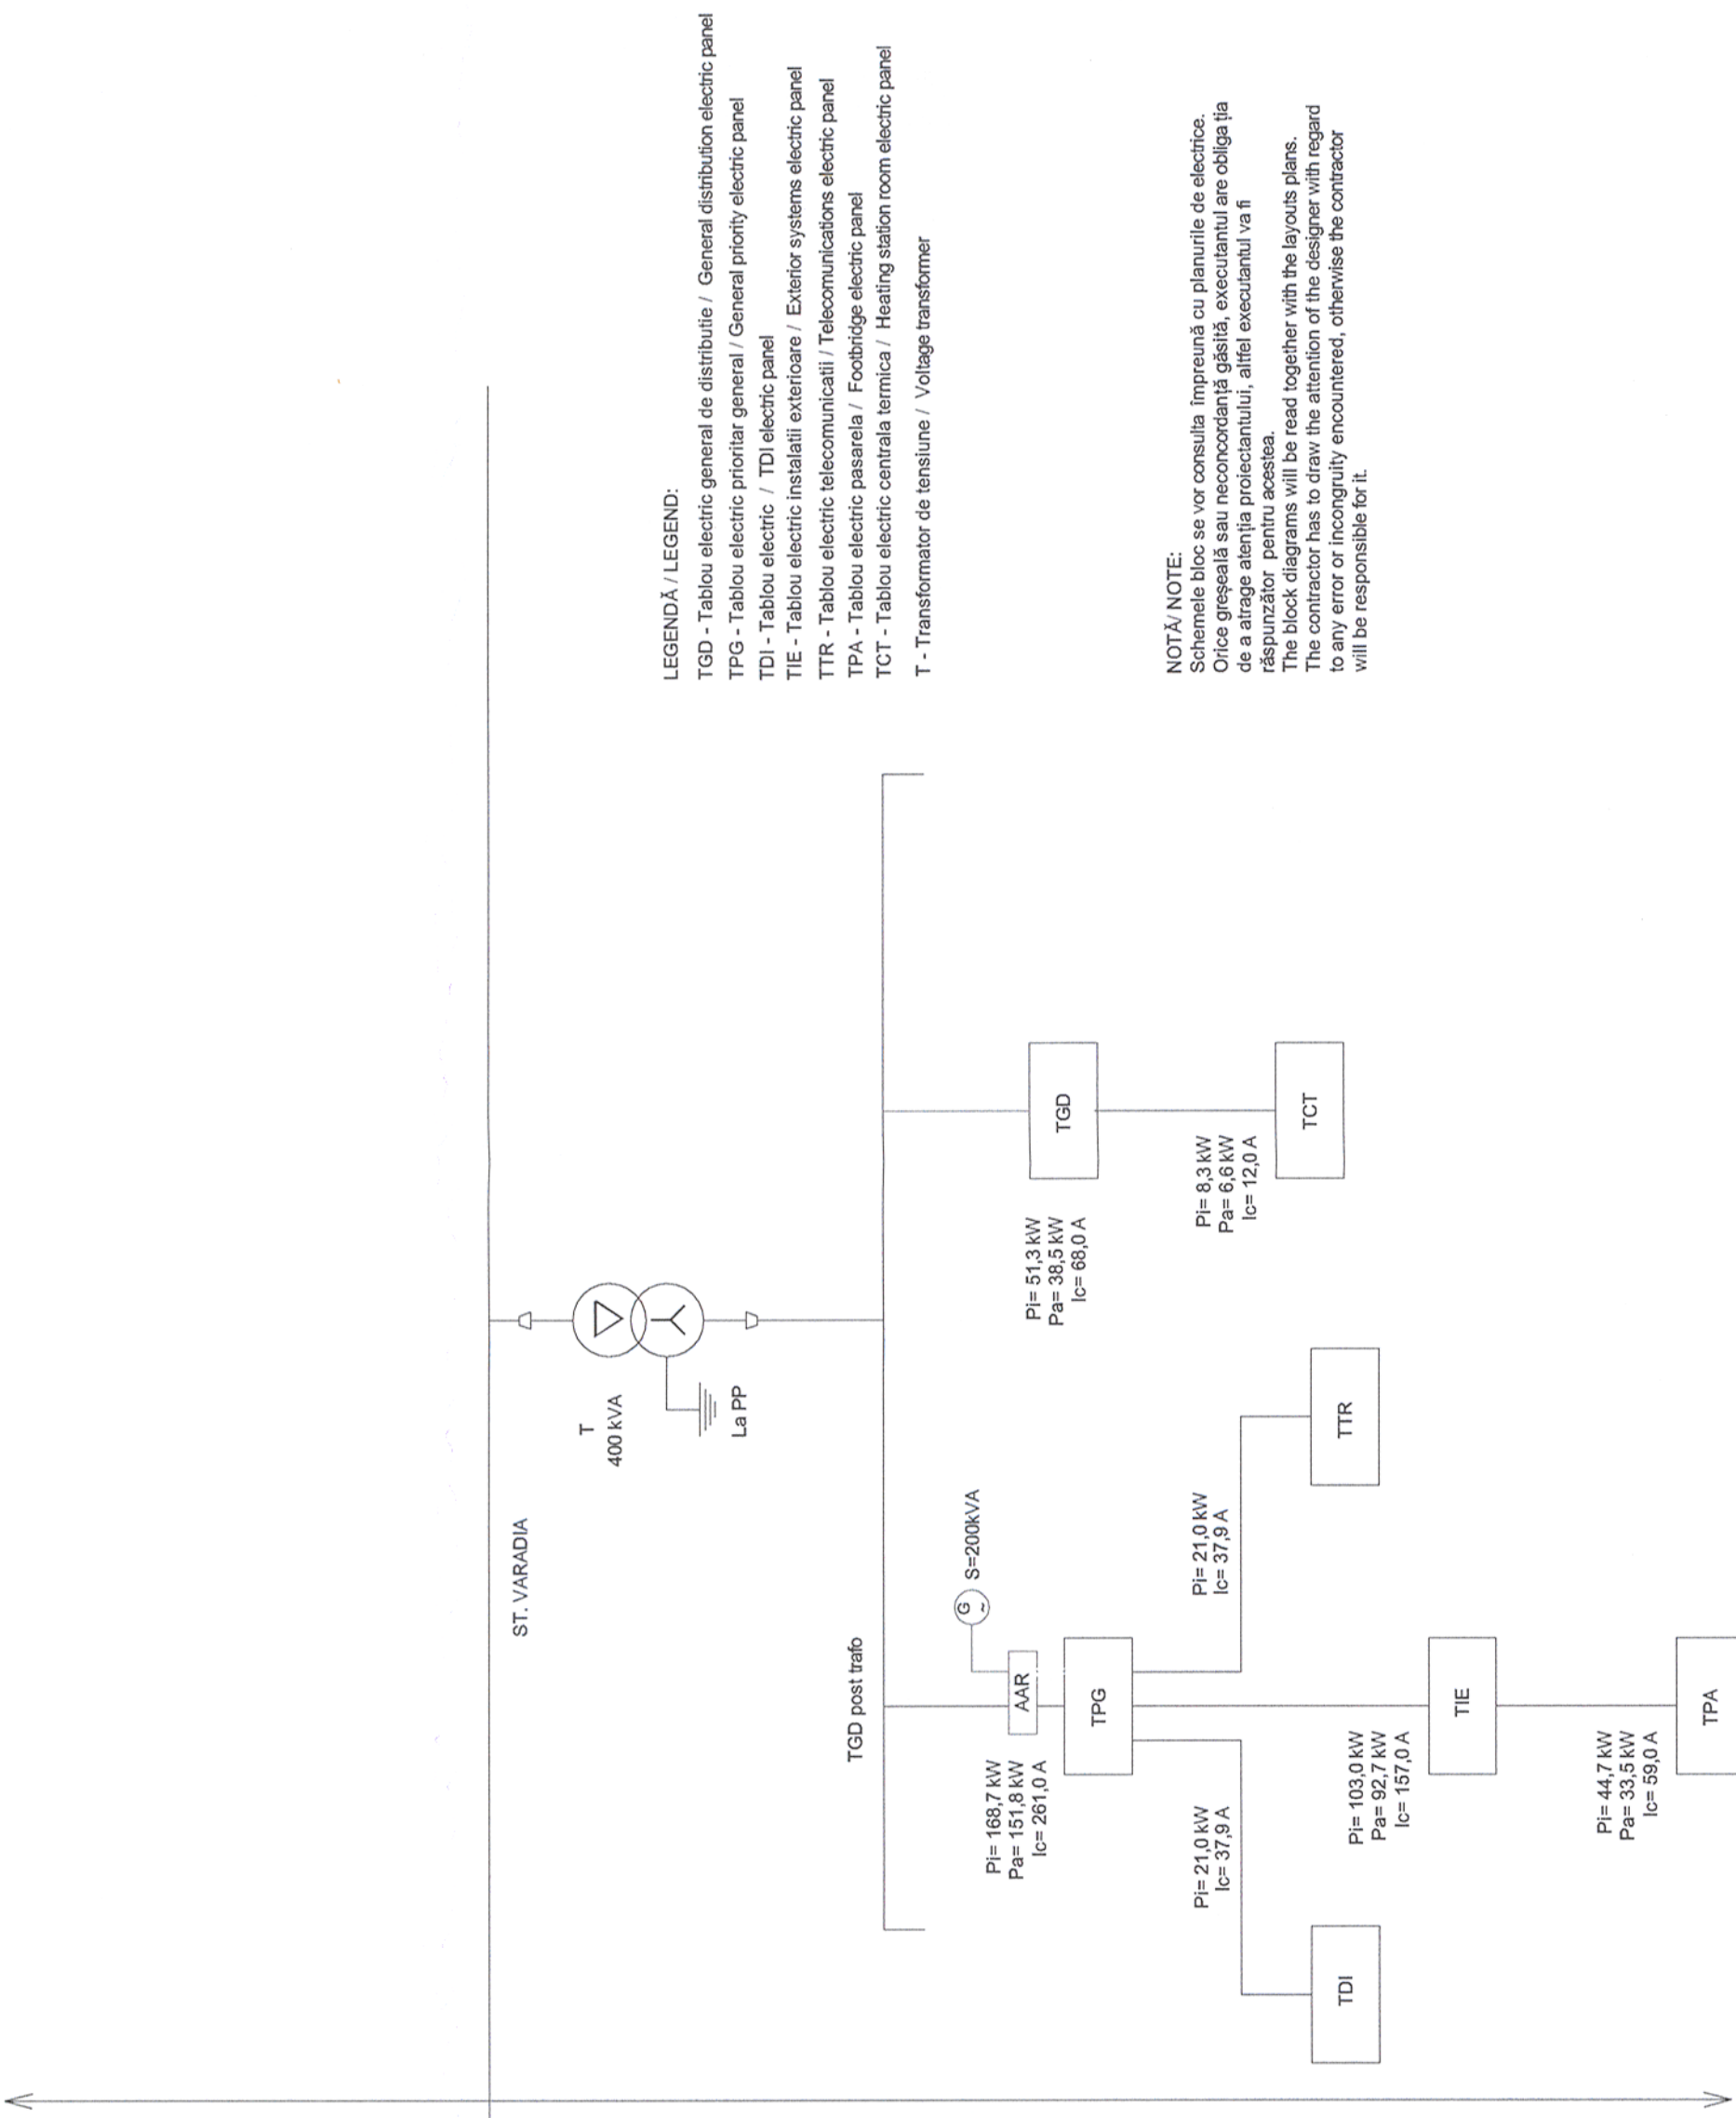 ST. VARADIA
T
400 kVA
La PP
TGD post trafo
S=200kVA
G
~
AAR
Pi= 168,7 kW
Pa= 151,8 kW
Ic= 261,0 A
TPG
Pi= 51,3 kW
Pa= 38,5 kW
Ic= 68,0 A
TGD
Pi= 21,0 kW
Ic= 37,9 A
TDI
Pi= 21,0 kW
Ic= 37,9 A
TTR
Pi= 8,3 kW
Pa= 6,6 kW
Ic= 12,0 A
TCT
Pi= 103,0 kW
Pa= 92,7 kW
Ic= 157,0 A
TIE
Pi= 44,7 kW
Pa= 33,5 kW
Ic= 59,0 A
TPA
LEGENDĂ / LEGEND:
TGD - Tablou electric general de distributie / General distribution electric panel
TPG - Tablou electric prioritar general / General priority electric panel
TDI - Tablou electric / TDI electric panel
TIE - Tablou electric instalatii exterioare / Exterior systems electric panel
TTR - Tablou electric telecomunicatii / Telecomunications electric panel
TPA - Tablou electric pasarela / Footbridge electric panel
TCT - Tablou electric centrala termica / Heating station room electric panel
T - Transformator de tensiune / Voltage transformer
NOTĂ/ NOTE:
Schemele bloc se vor consulta împreună cu planurile de electrice.
Orice greșeală sau neconcordanță găsită, executantul are obliga ția
de a atrage atenția proiectantului, altfel executantul va fi
răspunzător pentru acestea.
The block diagrams will be read together with the layouts plans.
The contractor has to draw the attention of the designer with regard
to any error or incongruity encountered, otherwise the contractor
will be responsible for it.